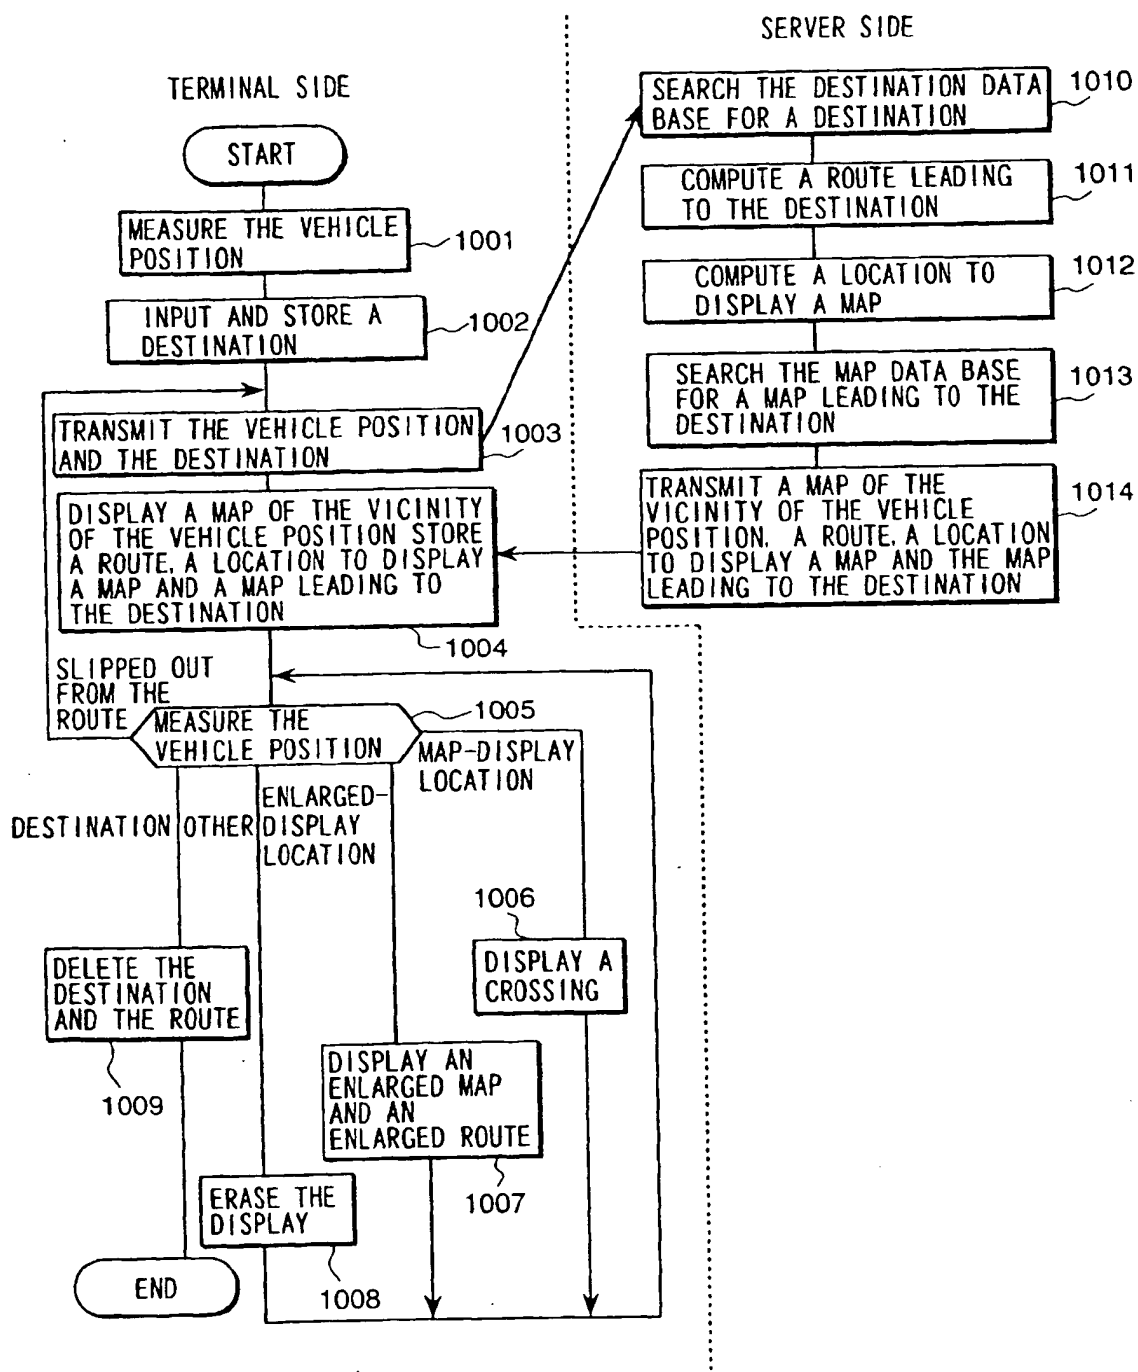 SERVER SIDE
TERMINAL SIDE
START
MEASURE THE VEHICLE
POSITION
1001
INPUT AND STORE A
DESTINATION
1002
TRANSMIT THE VEHICLE POSITION
AND THE DESTINATION
1003
DISPLAY A MAP OF THE VICINITY
OF THE VEHICLE POSITION STORE
A ROUTE, A LOCATION TO DISPLAY
A MAP AND A MAP LEADING TO
THE DESTINATION
1004
SEARCH THE DESTINATION DATA
BASE FOR A DESTINATION
1010
COMPUTE A ROUTE LEADING
TO THE DESTINATION
1011
COMPUTE A LOCATION TO
DISPLAY A MAP
1012
SEARCH THE MAP DATA BASE
FOR A MAP LEADING TO THE
DESTINATION
1013
TRANSMIT A MAP OF THE
VICINITY OF THE VEHICLE
POSITION, A ROUTE, A LOCATION
TO DISPLAY A MAP AND THE MAP
LEADING TO THE DESTINATION
1014
SLIPPED OUT
FROM THE
ROUTE
MEASURE THE
VEHICLE POSITION
1005
MAP-DISPLAY
LOCATION
DESTINATION
OTHER
ENLARGED-
DISPLAY
LOCATION
1006
DISPLAY A
CROSSING
DELETE THE
DESTINATION
AND THE ROUTE
1009
DISPLAY AN
ENLARGED MAP
AND AN
ENLARGED ROUTE
1007
ERASE THE
DISPLAY
1008
END